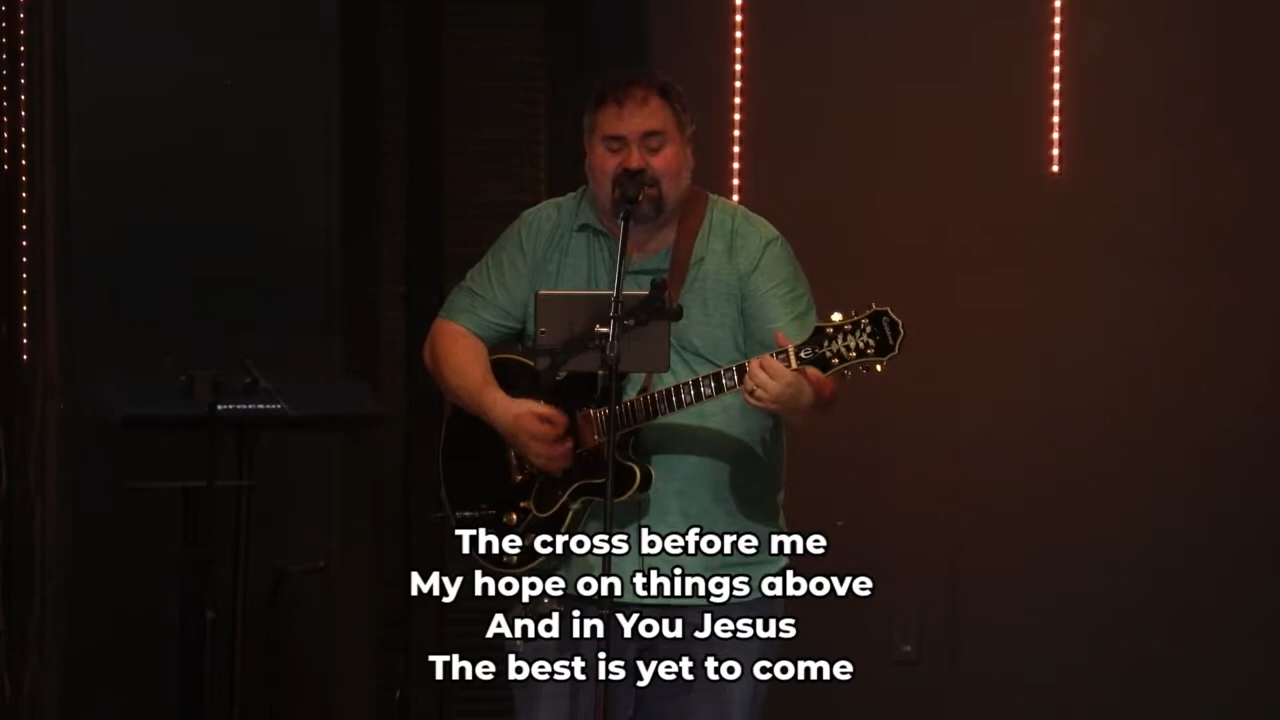 proctor
The cross before me
My hope on things above
And in You Jesus
The best is yet to come